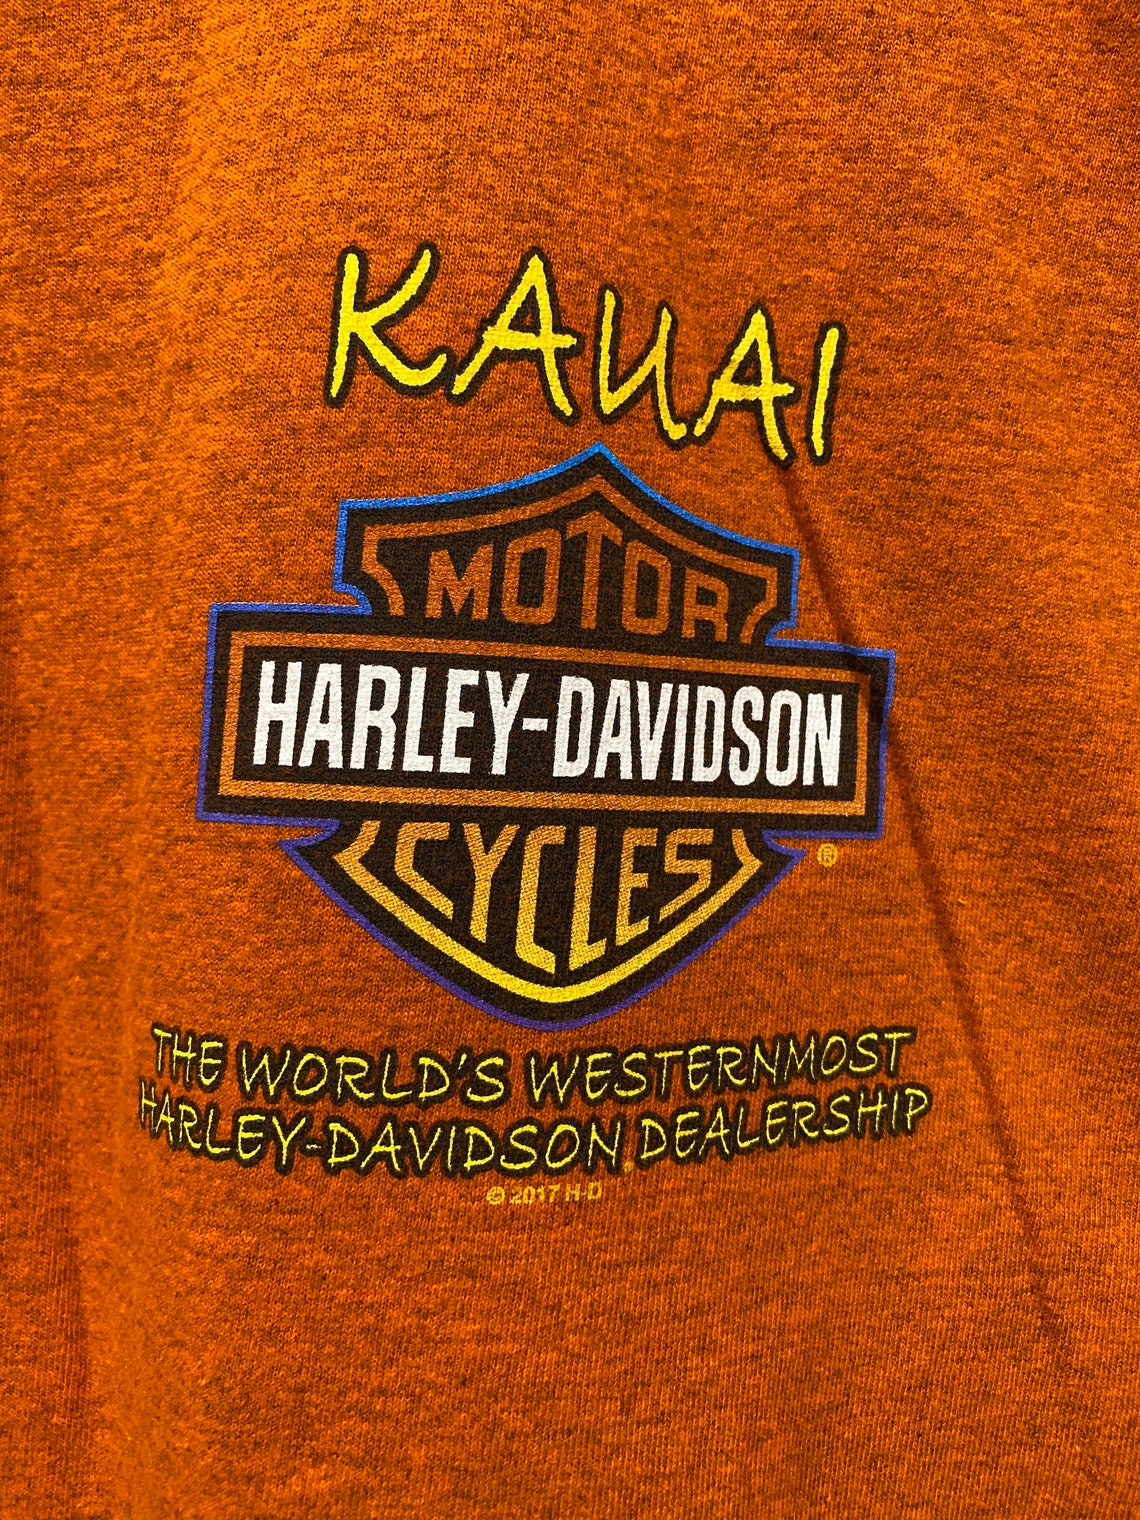 KAUAI
MOTOR
HARLEY-DAVIDSON
®
CYCLES
THE WORLD'S WESTERNMOST
HARLEY-DAVIDSON® DEALERSHIP
© 2017 H-D